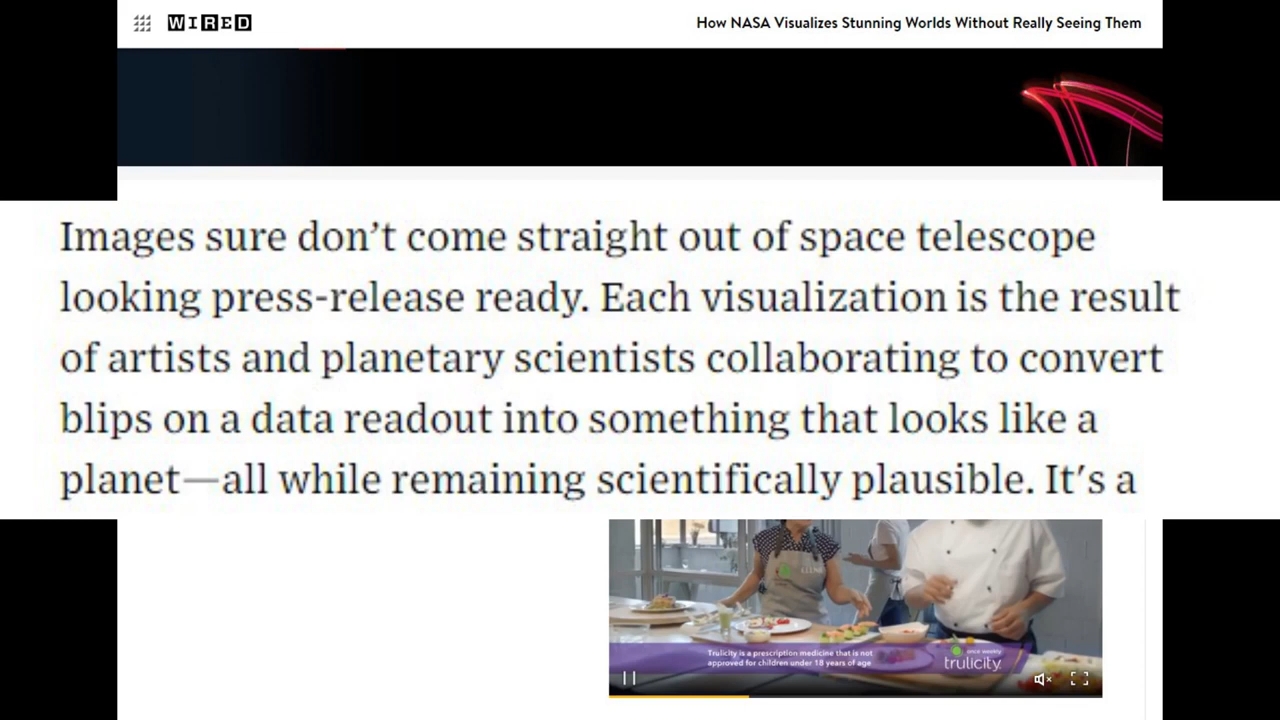 WIRED
How NASA Visualizes Stunning Worlds Without Really Seeing Them
Images sure don’t come straight out of space telescope
looking press-release ready. Each visualization is the result
of artists and planetary scientists collaborating to convert
blips on a data readout into something that looks like a
planet—all while remaining scientifically plausible. It's a
Trulicity is a prescription medicine that is not
approved for children under 18 years of age
once weekly
trulicity